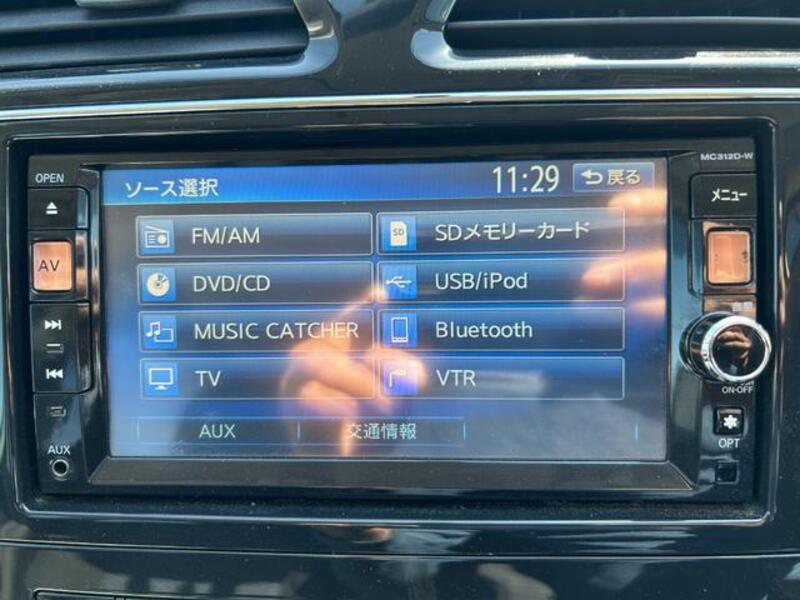 MC312D-W
OPEN
ソース選択 11:29 戻る
メニュー
FM/AM SDメモリーカード
SD
AV
DVD/CD USB/iPod
MUSIC CATCHER Bluetooth
TV VTR
ON·OFF
AUX 交通情報
OPT
AUX